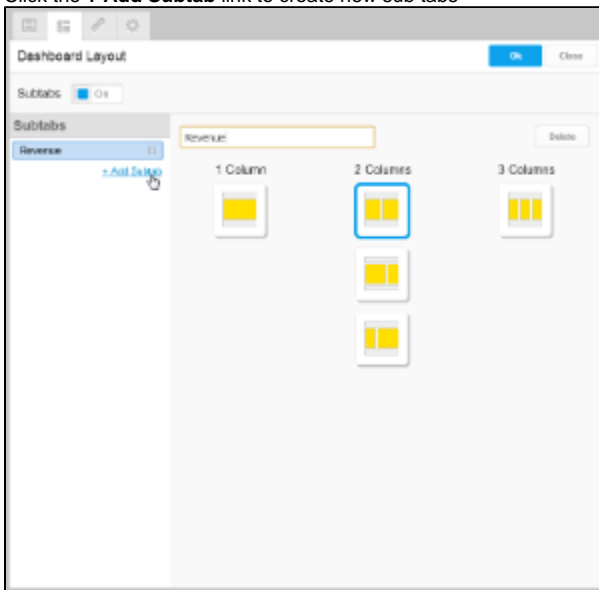 Click the + Add Subtab link to create new sub tabs
Dashboard Layout
Ok
Close
Subtabs
On
Subtabs
Revenue
+ Add Subtab
Revenue
Delete
1 Column
2 Columns
3 Columns